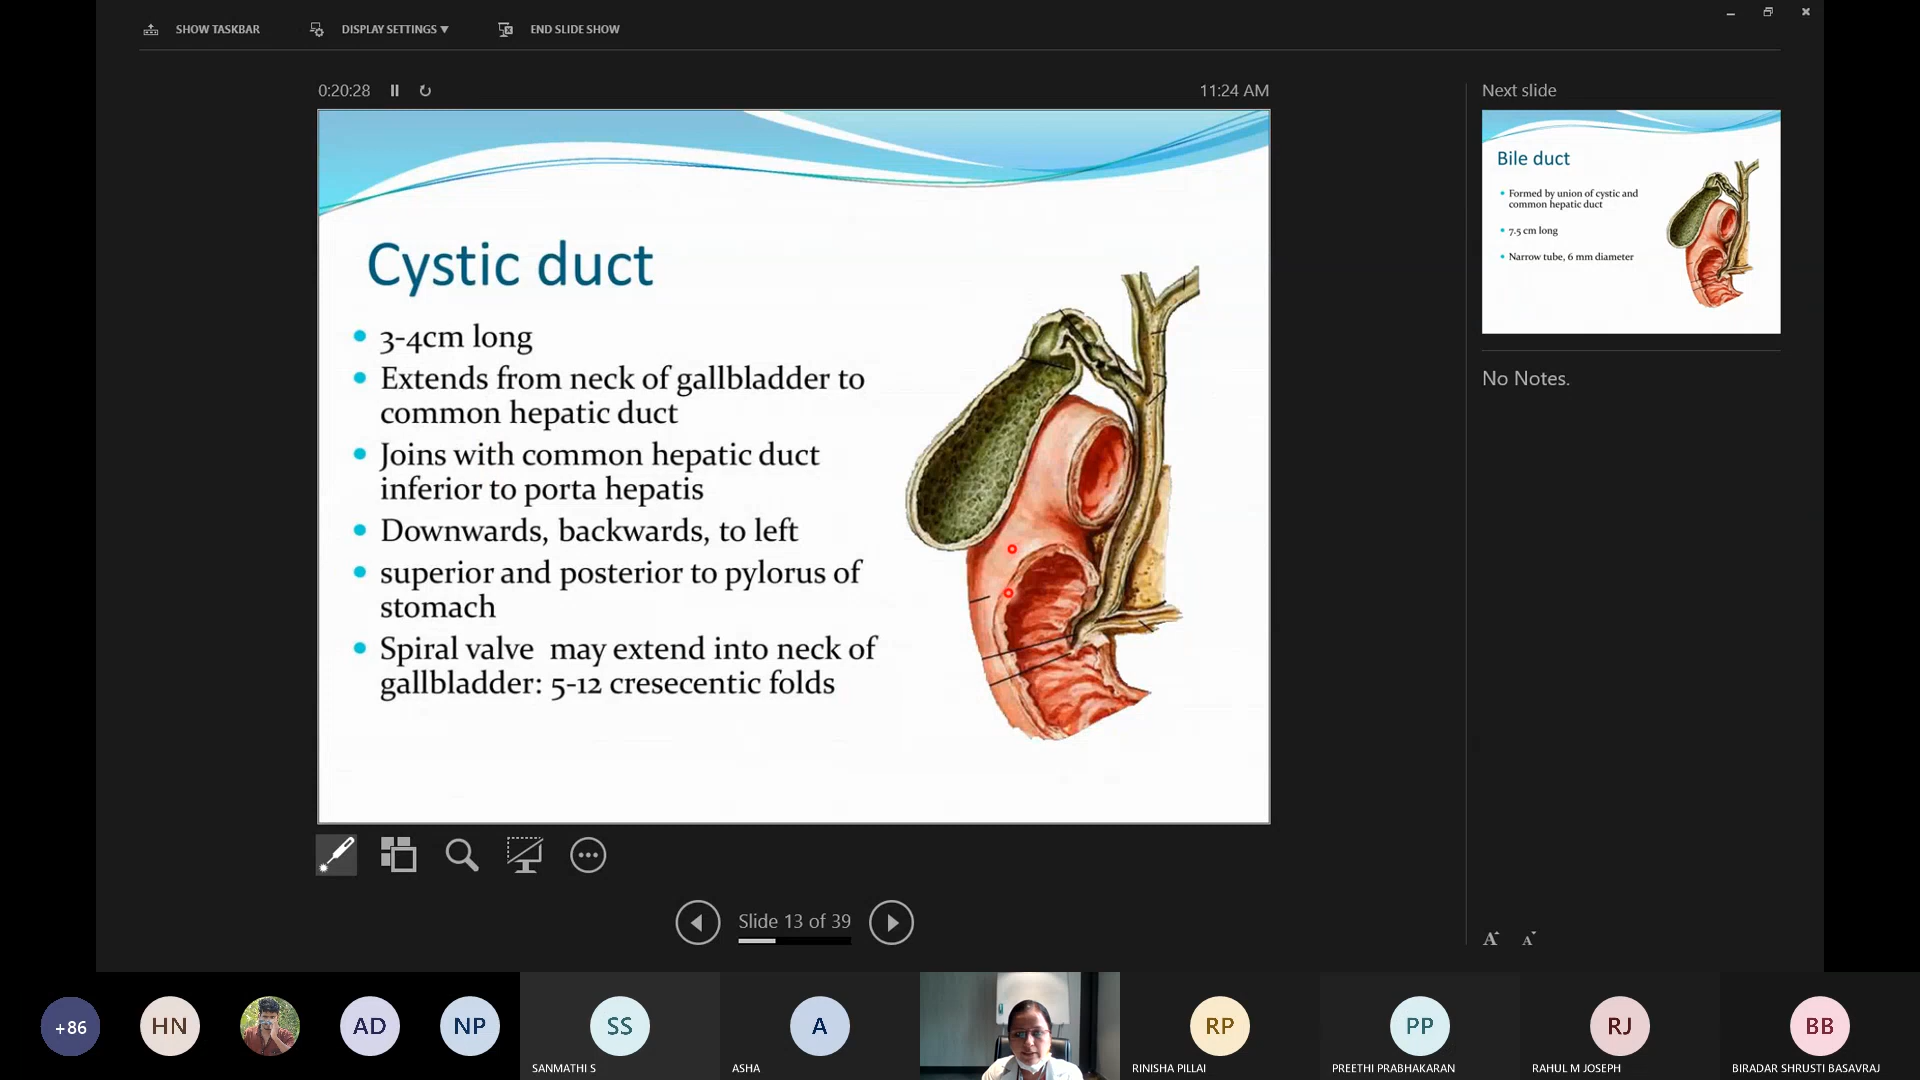 SHOW TASKBAR
DISPLAY SETTINGS ▼
END SLIDE SHOW
0:20:28
11:24 AM
Next slide
Cystic duct
• 3-4cm long
• Extends from neck of gallbladder to
common hepatic duct
• Joins with common hepatic duct
inferior to porta hepatis
• Downwards, backwards, to left
• superior and posterior to pylorus of
stomach
• Spiral valve may extend into neck of
gallbladder: 5-12 cresecentic folds
Bile duct
• Formed by union of cystic and
common hepatic duct
• 7.5 cm long
• Narrow tube, 6 mm diameter
No Notes.
Slide 13 of 39
A A
+86
HN
AD
NP
SS
SANMATHI S
A
ASHA
RP
RINISHA PILLAI
PP
PREETHI PRABHAKARAN
RJ
RAHUL M JOSEPH
BB
BIRADAR SHRUSTI BASAVRAJ